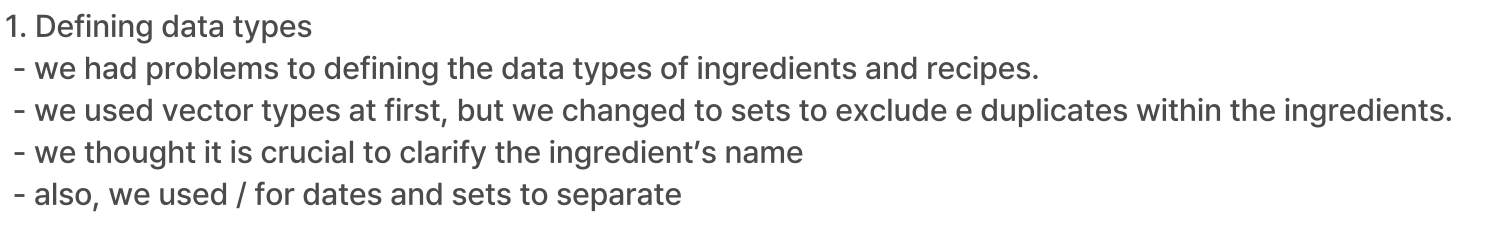 1. Defining data types
- we had problems to defining the data types of ingredients and recipes.
- we used vector types at first, but we changed to sets to exclude e duplicates within the ingredients.
- we thought it is crucial to clarify the ingredient’s name
- also, we used / for dates and sets to separate